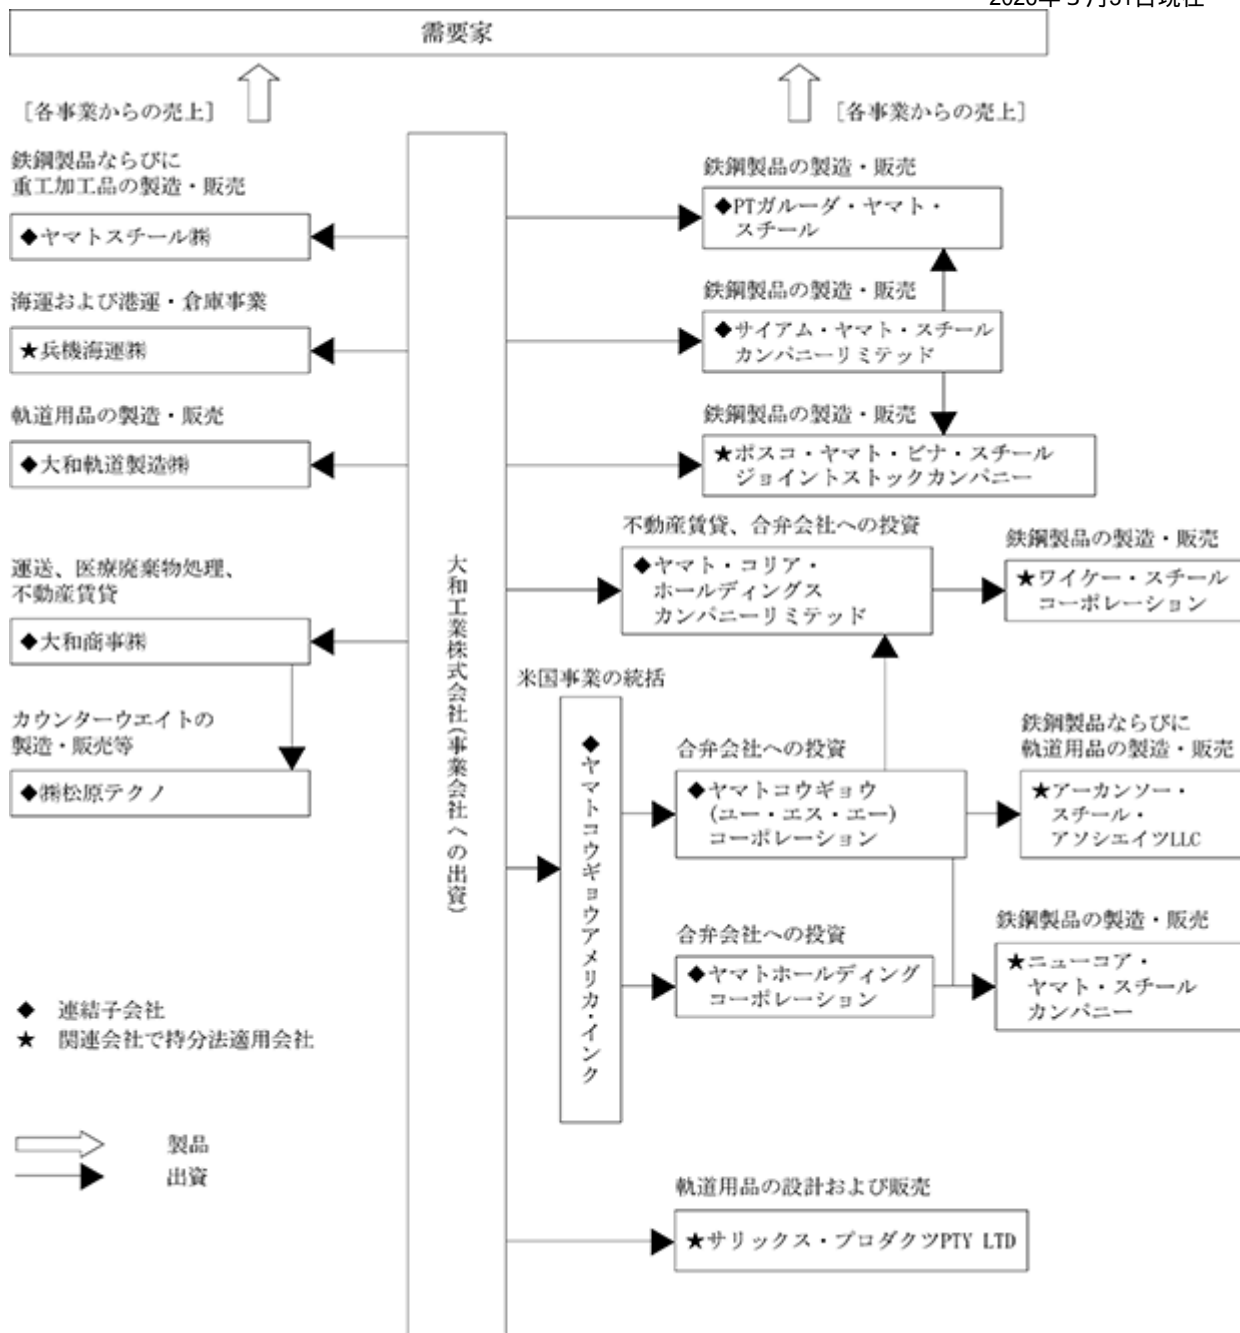 需要家
[各事業からの売上]
[各事業からの売上]
鉄鋼製品ならびに
重工加工品の製造・販売
◆ヤマトスチール㈱
海運および港運・倉庫事業
★兵機海運㈱
軌道用品の製造・販売
◆大和軌道製造㈱
運送、医療廃棄物処理、
不動産賃貸
◆大和商事㈱
カウンターウエイトの
製造・販売等
◆㈱松原テクノ
大和工業株式会社(事業会社への出資)
鉄鋼製品の製造・販売
◆PTガルーダ・ヤマト・
スチール
鉄鋼製品の製造・販売
◆サイアム・ヤマト・スチール
カンパニーリミテッド
鉄鋼製品の製造・販売
★ポスコ・ヤマト・ビナ・スチール
ジョイントストックカンパニー
不動産賃貸、合弁会社への投資
◆ヤマト・コリア・
ホールディングス
カンパニーリミテッド
鉄鋼製品の製造・販売
★ワイケー・スチール
コーポレーション
米国事業の統括
◆ヤマトコウギョウアメリカ・インク
合弁会社への投資
◆ヤマトコウギョウ
(ユー・エス・エー)
コーポレーション
鉄鋼製品ならびに
軌道用品の製造・販売
★アーカンソー・
スチール・
アソシエイツLLC
合弁会社への投資
◆ヤマトホールディング
コーポレーション
鉄鋼製品の製造・販売
★ニューコア・
ヤマト・スチール
カンパニー
軌道用品の設計および販売
★サリックス・プロダクツPTY LTD
◆ 連結子会社
★ 関連会社で持分法適用会社
製品
出資